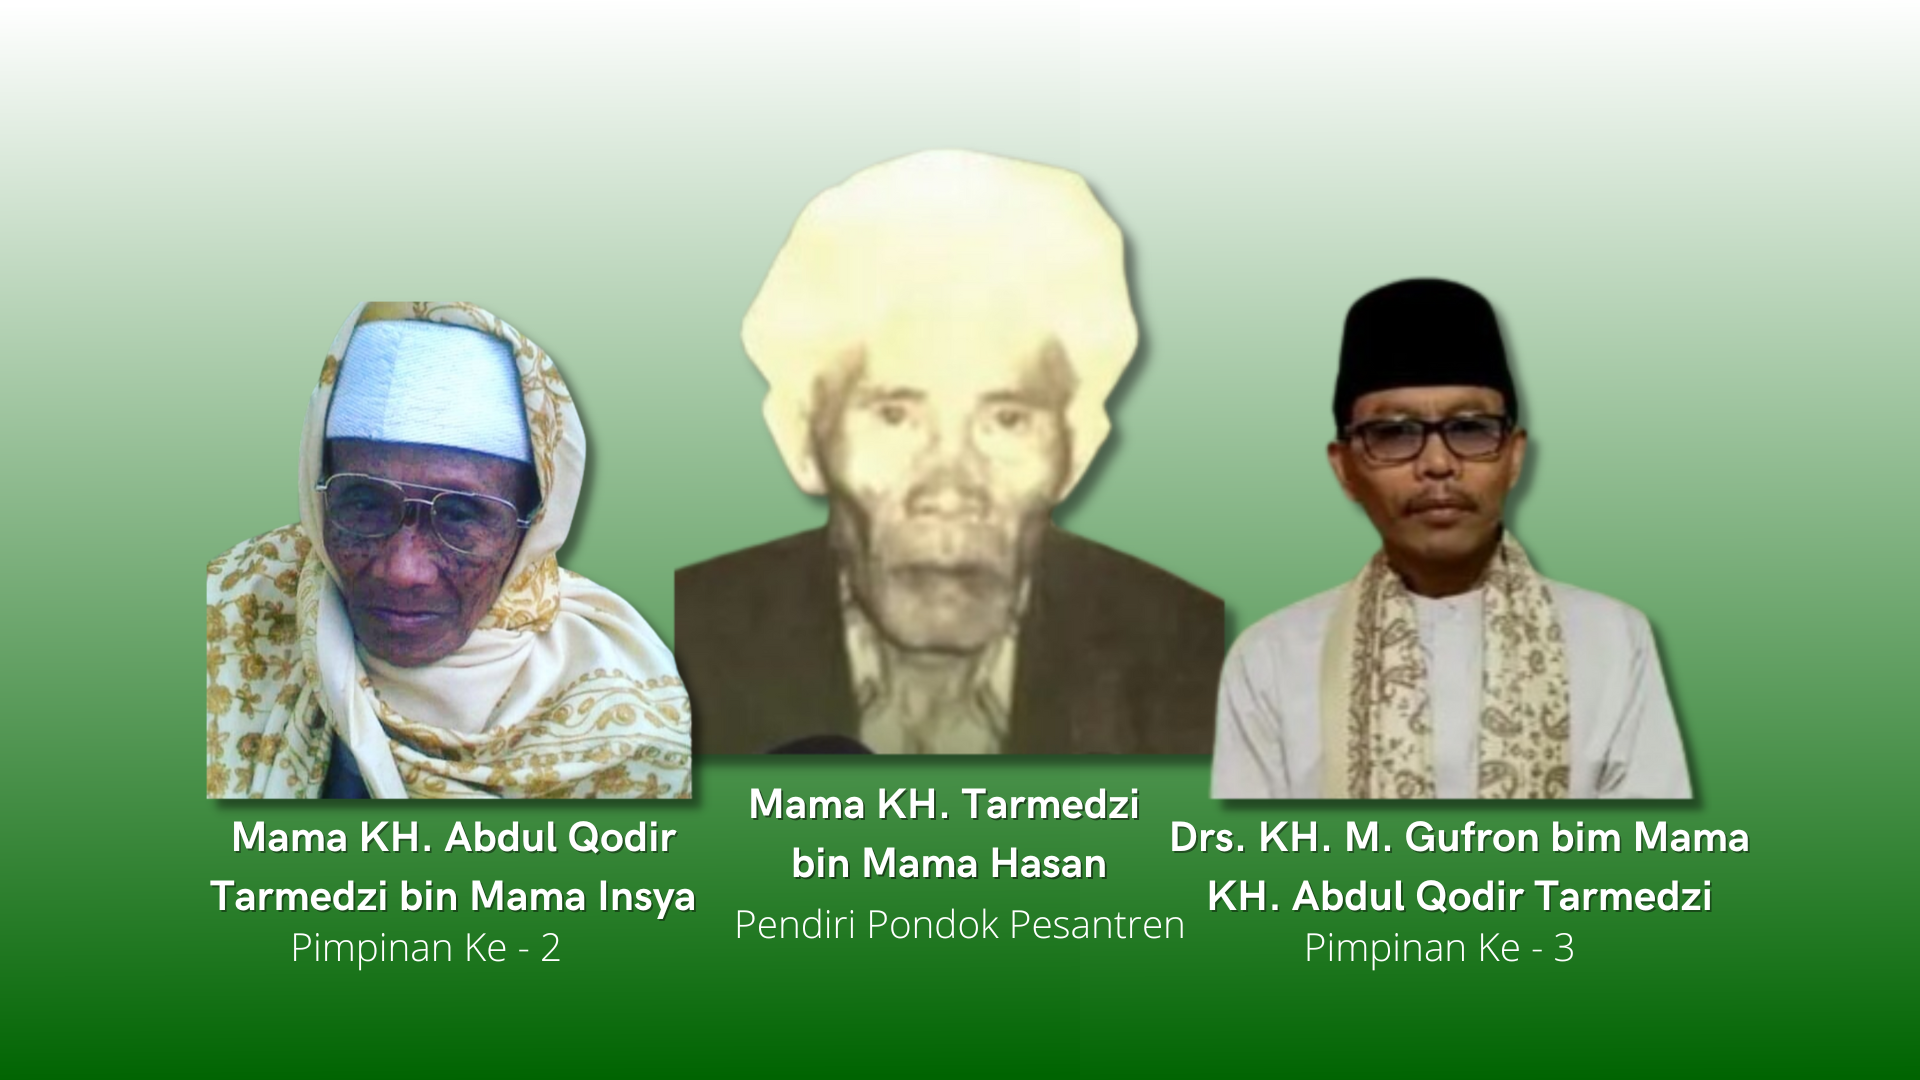 Mama KH. Abdul Qodir
Tarmedzi bin Mama Insya
Pimpinan Ke - 2
Mama KH. Tarmedzi
bin Mama Hasan
Pendiri Pondok Pesantren
Drs. KH. M. Gufron bim Mama
KH. Abdul Qodir Tarmedzi
Pimpinan Ke - 3